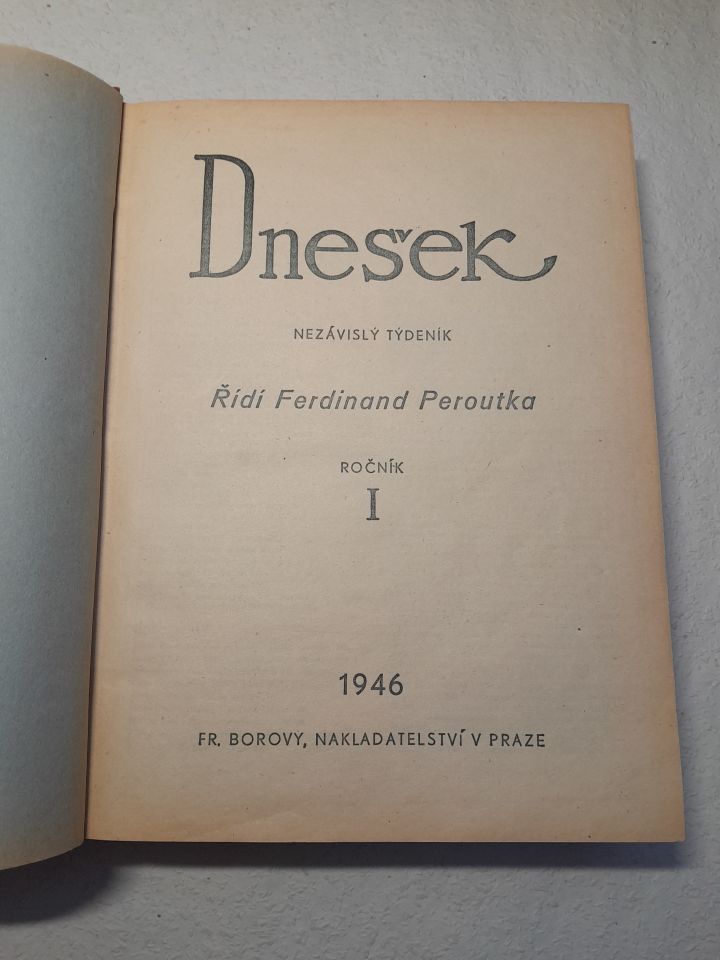 Dnešek
NEZÁVISLÝ TÝDENÍK
Řídí Ferdinand Peroutka
ROČNÍK
I
1946
FR. BOROVY, NAKLADATELSTVÍ V PRAZE